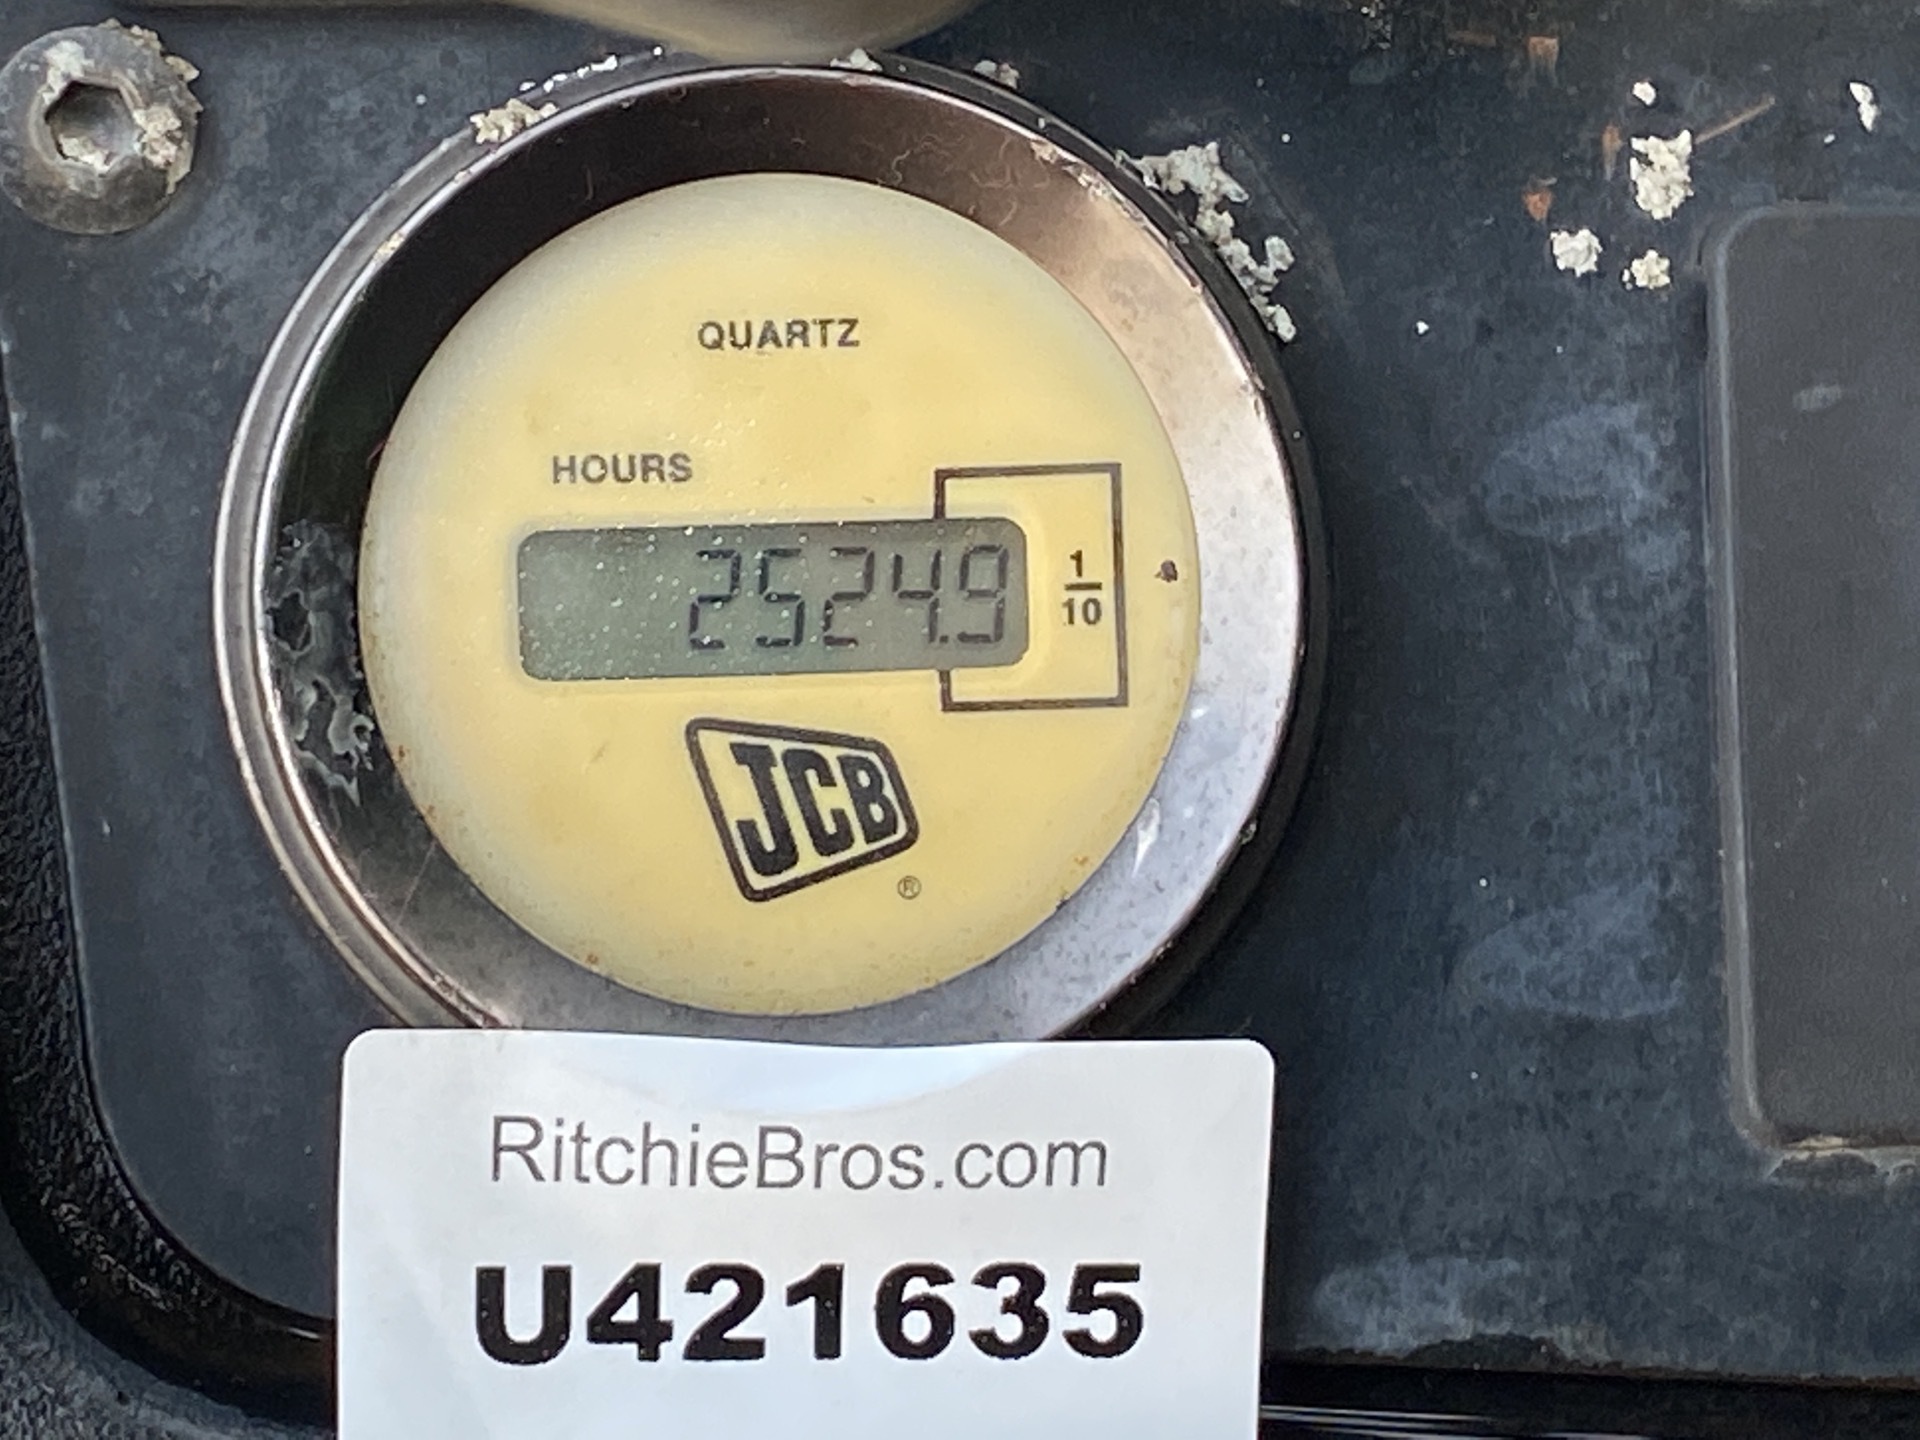 QUARTZ
HOURS
2524.9
1
10
JCB
®
RitchieBros.com
U421635